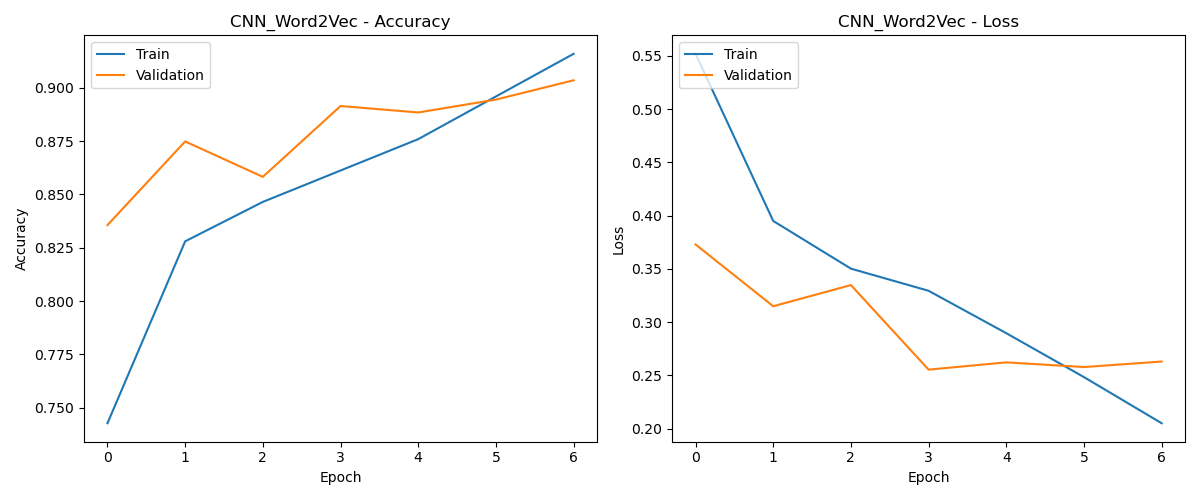 CNN_Word2Vec - Accuracy
Train
Validation
0.900
0.875
0.850
0.825
0.800
0.775
0.750
Accuracy
0 1 2 3 4 5 6
Epoch
CNN_Word2Vec - Loss
Train
Validation
0.55
0.50
0.45
0.40
0.35
0.30
0.25
0.20
Loss
0 1 2 3 4 5 6
Epoch